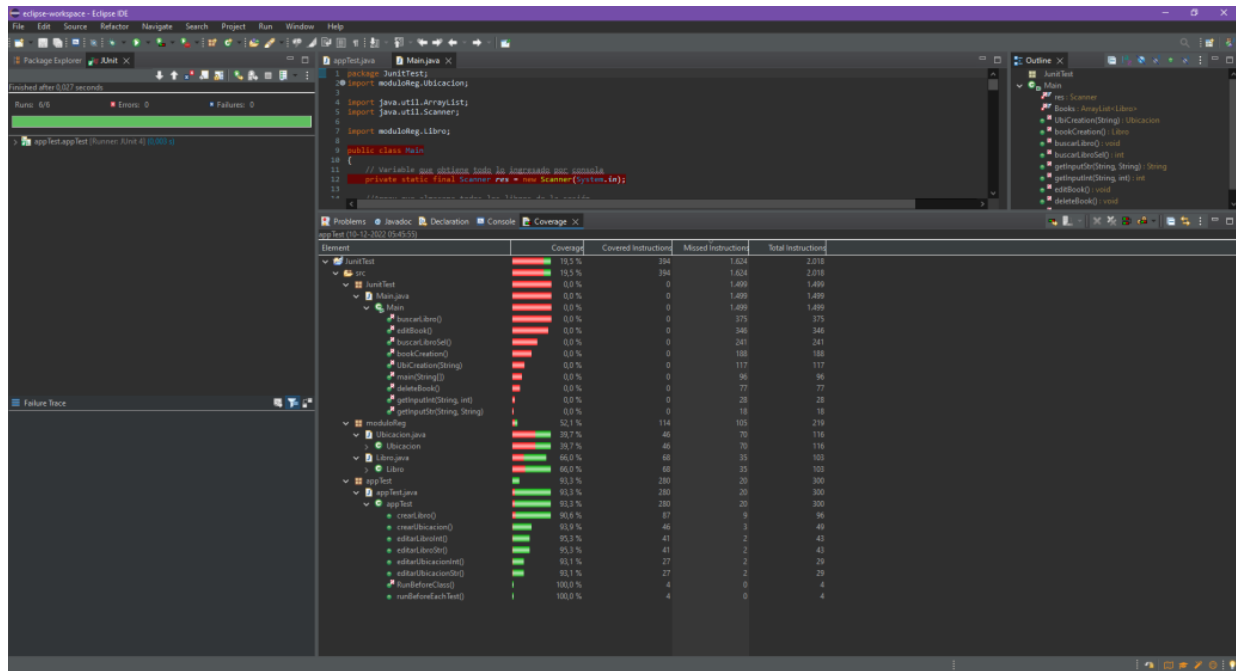 eclipse-workspace - Eclipse IDE
File Edit Source Refactor Navigate Search Project Run Window Help
Package Explorer JUnit
Finished after 0,027 seconds
Runs: 6/6 Errors: 0 Failures: 0
appTest.appTest [Runner: JUnit 4]
Failure Trace
appTest.java Main.java
1 package JunitTest;
2 import moduloReg.Ubicacion;
3
4 import java.util.ArrayList;
5 import java.util.Scanner;
6
7 import moduloReg.Libro;
8
9 public class Main
10 {
11 // Variable que obtiene todo lo ingresado por consola
12 private static final Scanner res = new Scanner(System.in);
13
Outline
JunitTest
Main
res : Scanner
Books : ArrayList<Libro>
UbiCreation(String) : Ubicacion
bookCreation() : Libro
buscarLibro() : void
buscarLibroSel() : int
getInputStr(String, String) : String
getInputInt(String, int) : int
editBook() : void
deleteBook() : void
Problems Javadoc Declaration Console Coverage
appTest (10-12-2022 05:45:55)
Element Coverage Covered Instructions Missed Instructions Total Instructions
JunitTest 19,5 % 394 1.624 2.018
src 19,5 % 394 1.624 2.018
JunitTest 0,0 % 0 1.499 1.499
Main.java 0,0 % 0 1.499 1.499
Main 0,0 % 0 1.499 1.499
buscarLibro() 0,0 % 0 375 375
editBook() 0,0 % 0 346 346
buscarLibroSel() 0,0 % 0 241 241
bookCreation() 0,0 % 0 188 188
UbiCreation(String) 0,0 % 0 117 117
main(String[]) 0,0 % 0 96 96
deleteBook() 0,0 % 0 77 77
getInputInt(String, int) 0,0 % 0 28 28
getInputStr(String, String) 0,0 % 0 18 18
moduloReg 52,1 % 114 105 219
Ubicacion.java 39,7 % 46 70 116
Ubicacion 39,7 % 46 70 116
Libro.java 66,0 % 68 35 103
Libro 66,0 % 68 35 103
appTest 93,3 % 280 20 300
appTest.java 93,3 % 280 20 300
appTest 93,3 % 280 20 300
crearLibro() 90,6 % 87 9 96
crearUbicacion() 93,9 % 46 3 49
editarLibroInt() 95,3 % 41 2 43
editarLibroStr() 95,3 % 41 2 43
editarUbicacionInt() 93,1 % 27 2 29
editarUbicacionStr() 93,1 % 27 2 29
RunBeforeClass() 100,0 % 4 0 4
runBeforeEachTest() 100,0 % 4 0 4